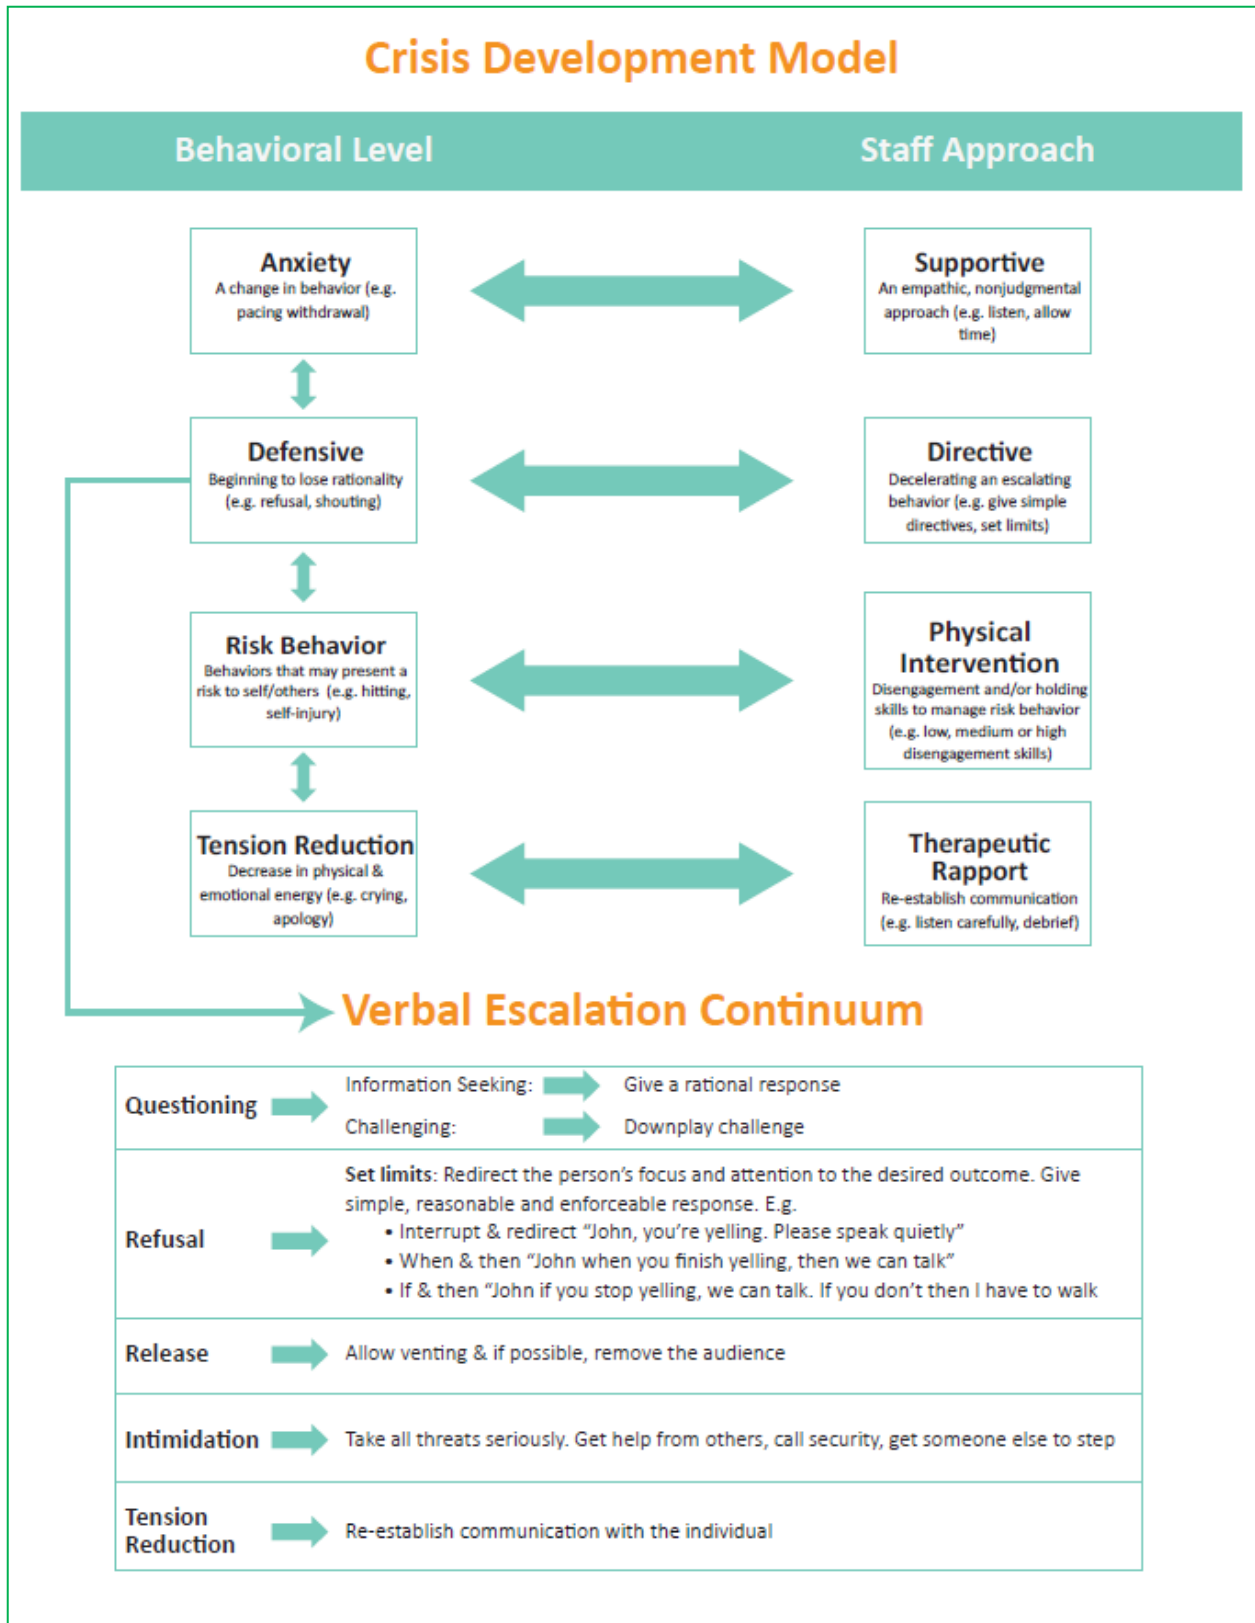 Crisis Development Model
Behavioral Level
Staff Approach
Anxiety
A change in behavior (e.g.
pacing withdrawal)
Supportive
An empathic, nonjudgmental
approach (e.g. listen, allow
time)
Defensive
Beginning to lose rationality
(e.g. refusal, shouting)
Directive
Decelerating an escalating
behavior (e.g. give simple
directives, set limits)
Risk Behavior
Behaviors that may present a
risk to self/others (e.g. hitting,
self-injury)
Physical
Intervention
Disengagement and/or holding
skills to manage risk behavior
(e.g. low, medium or high
disengagement skills)
Tension Reduction
Decrease in physical &
emotional energy (e.g. crying,
apology)
Therapeutic
Rapport
Re-establish communication
(e.g. listen carefully, debrief)
Verbal Escalation Continuum
Questioning
Information Seeking:
Give a rational response
Challenging:
Downplay challenge
Refusal
Set limits: Redirect the person's focus and attention to the desired outcome. Give
simple, reasonable and enforceable response. E.g.
• Interrupt & redirect “John, you’re yelling. Please speak quietly”
• When & then “John when you finish yelling, then we can talk”
• If & then “John if you stop yelling, we can talk. If you don’t then I have to walk
Release
Allow venting & if possible, remove the audience
Intimidation
Take all threats seriously. Get help from others, call security, get someone else to step
Tension
Reduction
Re-establish communication with the individual